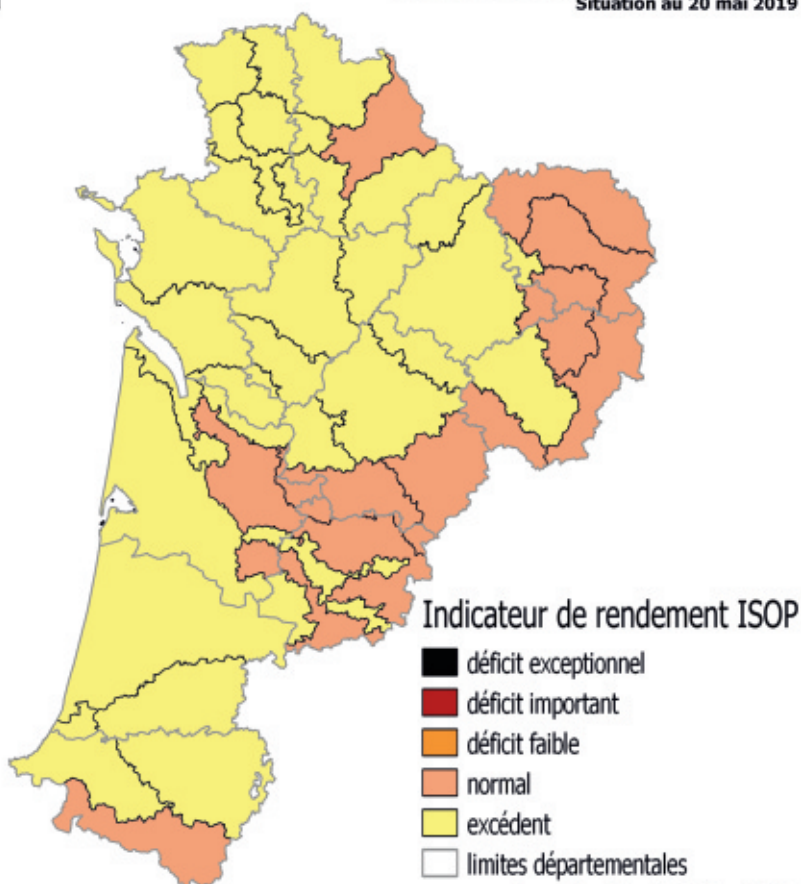 Situation au 20 mai 2019
Indicateur de rendement ISOP
déficit exceptionnel
déficit important
déficit faible
normal
excédent
limites départementales